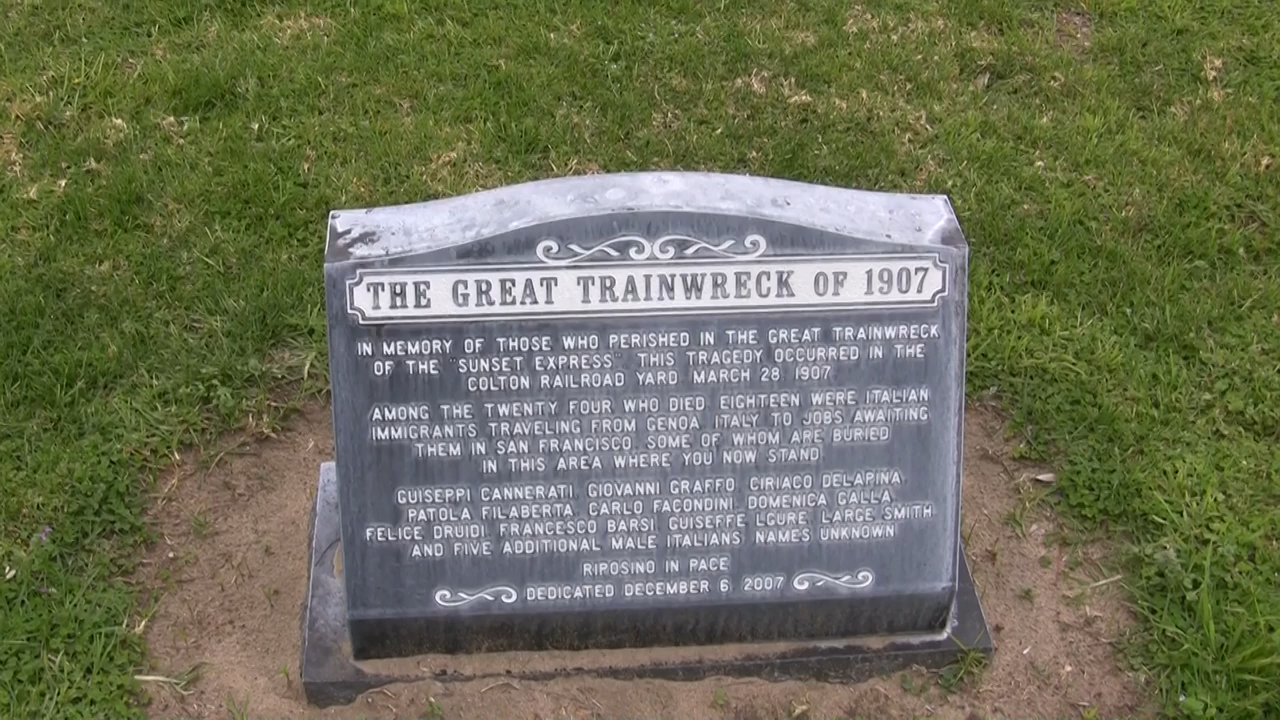 THE GREAT TRAINWRECK OF 1907
IN MEMORY OF THOSE WHO PERISHED IN THE GREAT TRAINWRECK
OF THE "SUNSET EXPRESS". THIS TRAGEDY OCCURRED IN THE
COLTON RAILROAD YARD MARCH 28, 1907.
AMONG THE TWENTY FOUR WHO DIED, EIGHTEEN WERE ITALIAN
IMMIGRANTS TRAVELING FROM GENOA, ITALY TO JOBS AWAITING
THEM IN SAN FRANCISCO, SOME OF WHOM ARE BURIED
IN THIS AREA WHERE YOU NOW STAND.
GUISEPPI CANNERATI, GIOVANNI GRAFFO, CIRIACO DELAPINA,
PATOLA FILABERTA, CARLO FACONDINI, DOMENICA GALLA,
FELICE DRUIDI, FRANCESCO BARSI, GUISEFFE LGURE, LARGE SMITH
AND FIVE ADDITIONAL MALE ITALIANS, NAMES UNKNOWN
RIPOSINO IN PACE
DEDICATED DECEMBER 6, 2007